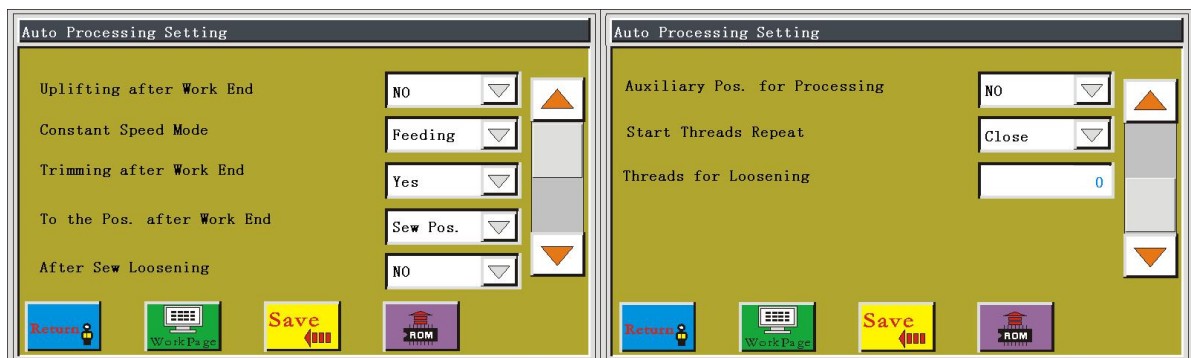 Auto Processing Setting
Uplifting after Work End NO
Constant Speed Mode Feeding
Trimming after Work End Yes
To the Pos. after Work End Sew Pos.
After Sew Loosening NO
Return WorkPage Save ROM
Auto Processing Setting
Auxiliary Pos. for Processing NO
Start Threads Repeat Close
Threads for Loosening 0
Return WorkPage Save ROM